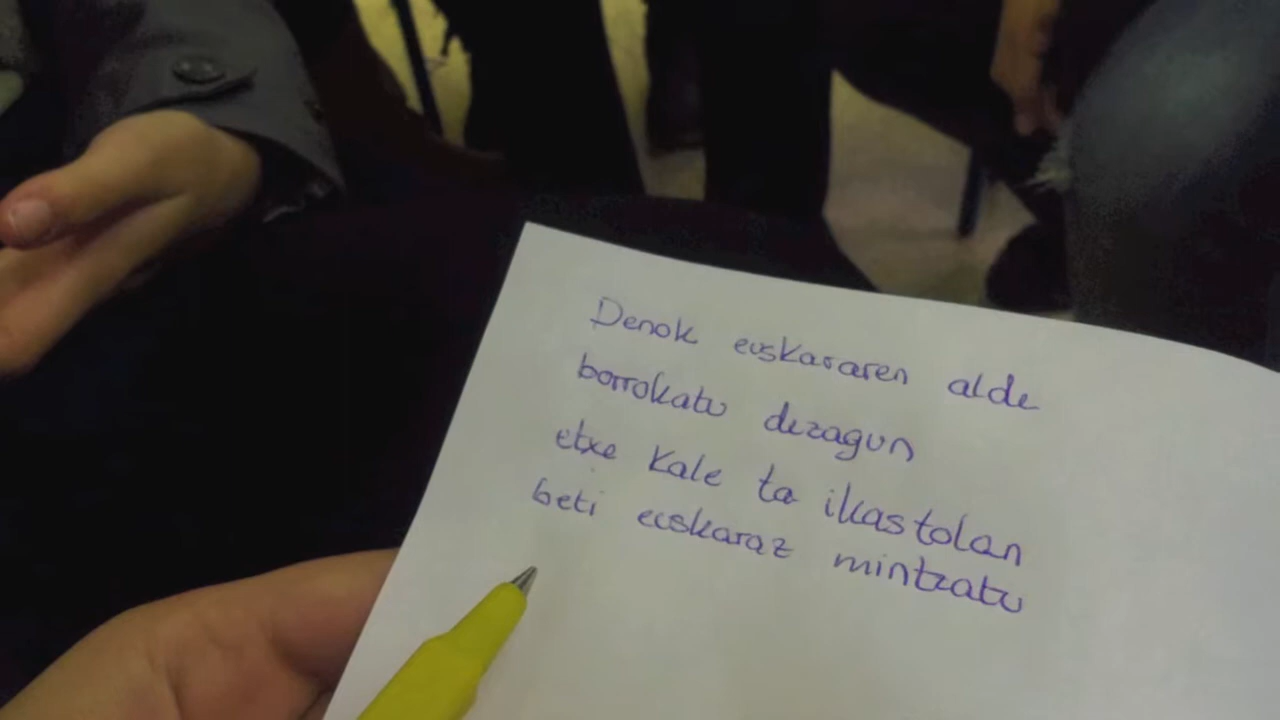 Denok euskararen alde
borrokatu dezagun
etxe kale ta ikastolan
beti euskaraz mintzatu